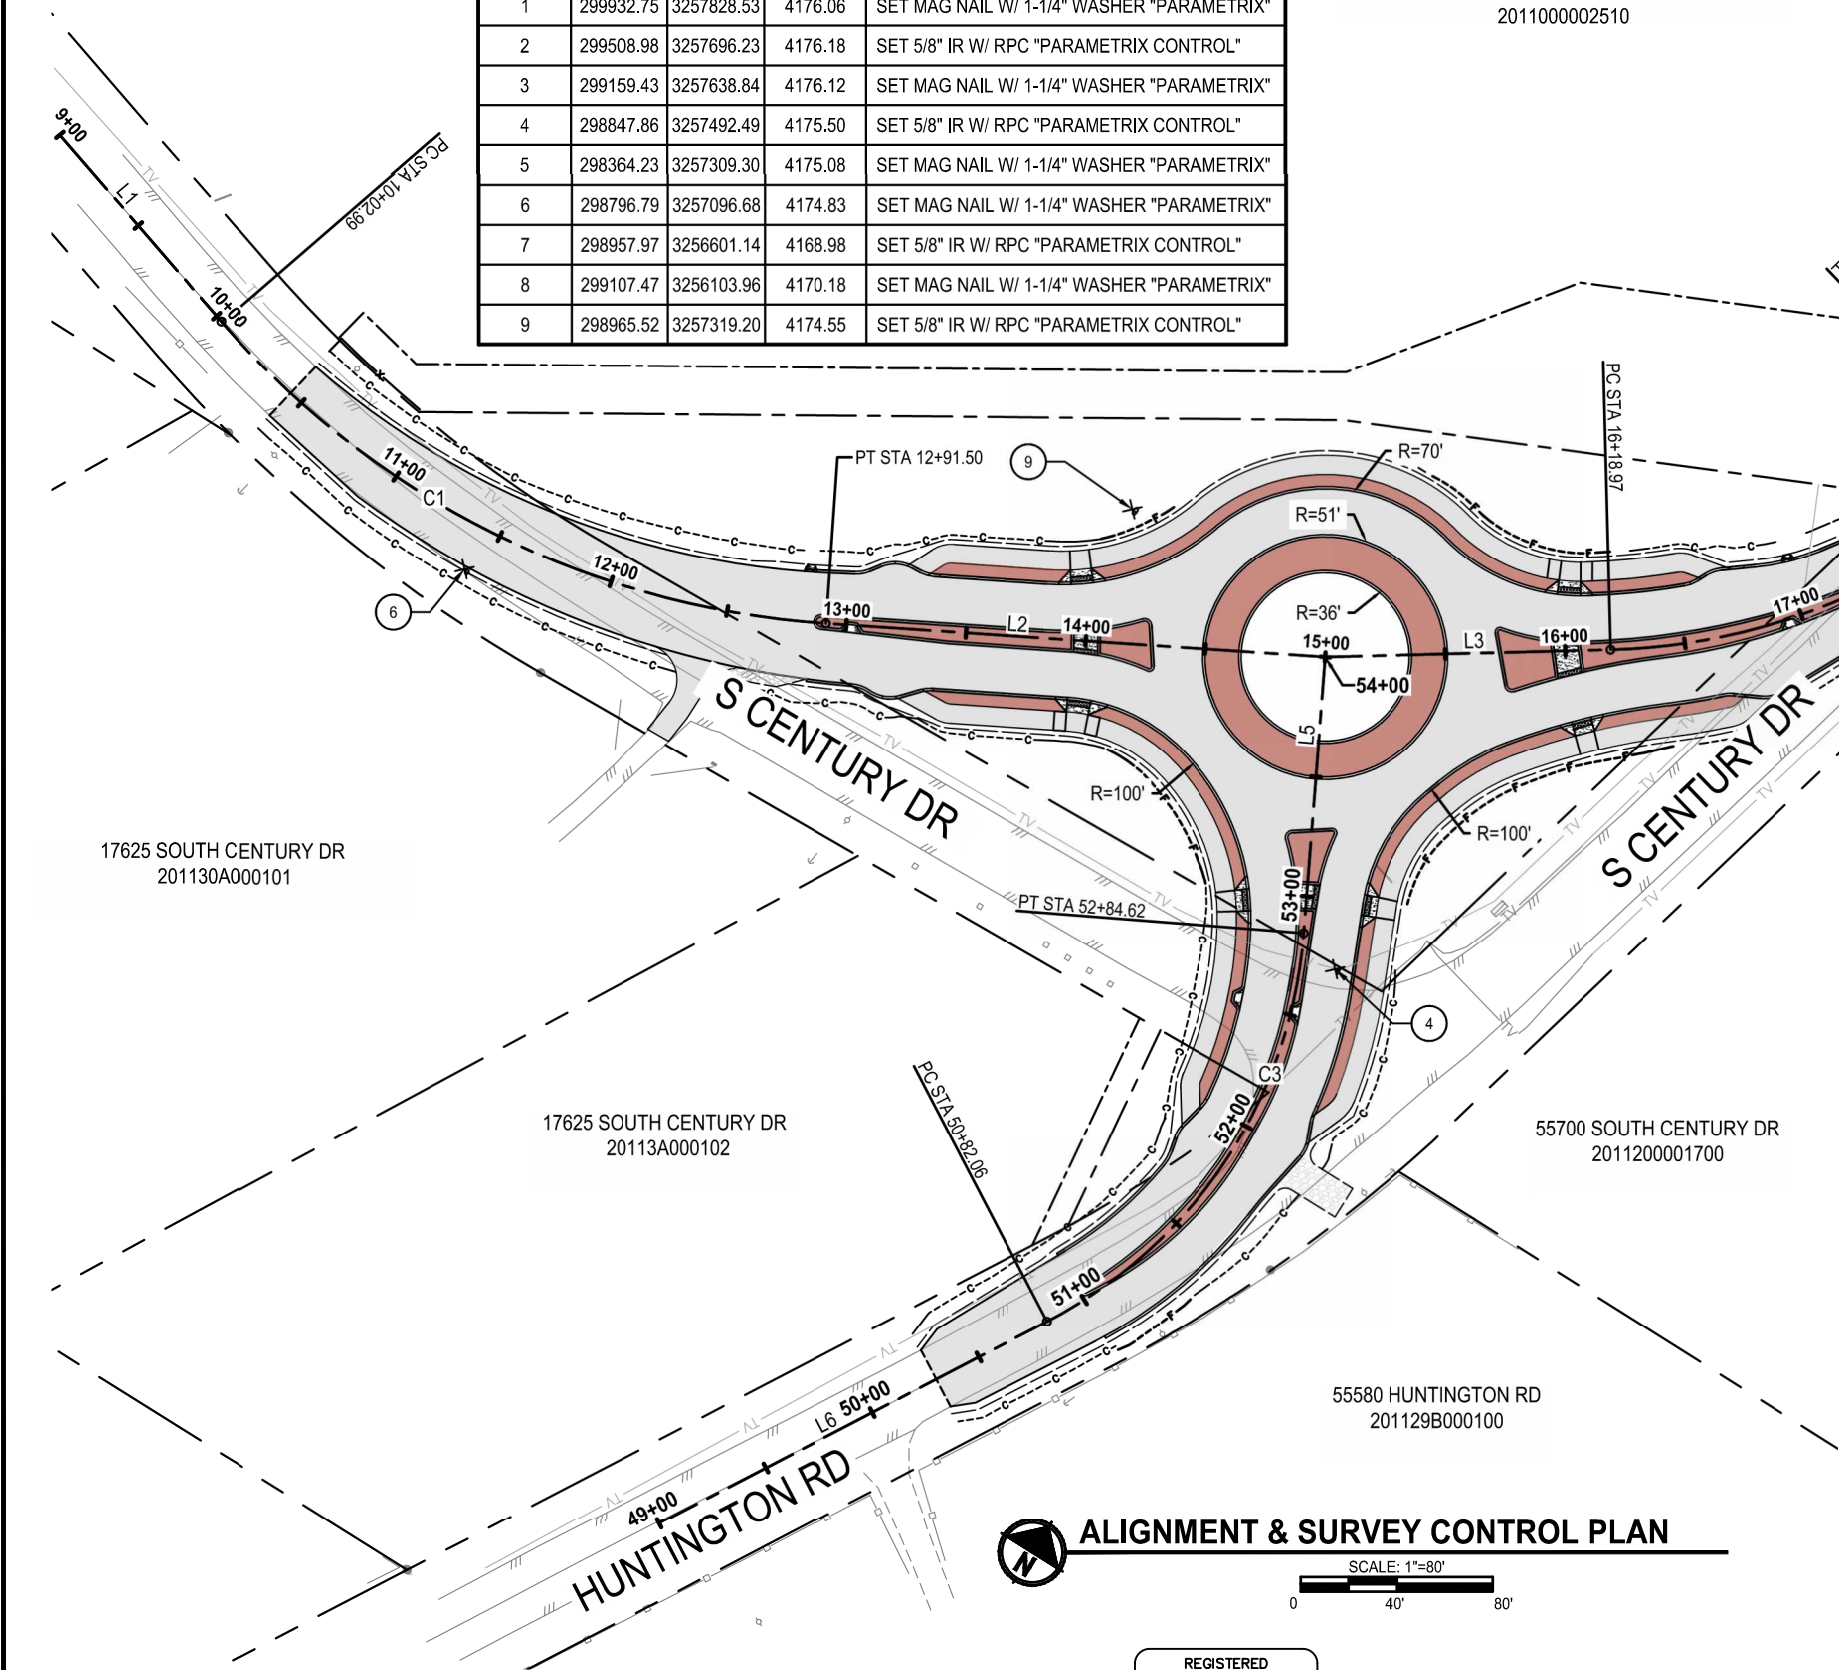 1 299932.75 3257828.53 4176.06 SET MAG NAIL W/ 1-1/4" WASHER "PARAMETRIX"
2 299508.98 3257696.23 4176.18 SET 5/8" IR W/ RPC "PARAMETRIX CONTROL"
3 299159.43 3257638.84 4176.12 SET MAG NAIL W/ 1-1/4" WASHER "PARAMETRIX"
4 298847.86 3257492.49 4175.50 SET 5/8" IR W/ RPC "PARAMETRIX CONTROL"
5 298364.23 3257309.30 4175.08 SET MAG NAIL W/ 1-1/4" WASHER "PARAMETRIX"
6 298796.79 3257096.68 4174.83 SET MAG NAIL W/ 1-1/4" WASHER "PARAMETRIX"
7 298957.97 3256601.14 4168.98 SET 5/8" IR W/ RPC "PARAMETRIX CONTROL"
8 299107.47 3256103.96 4170.18 SET MAG NAIL W/ 1-1/4" WASHER "PARAMETRIX"
9 298965.52 3257319.20 4174.55 SET 5/8" IR W/ RPC "PARAMETRIX CONTROL"
2011000002510
9+00
L1
PC STA 10+02.99
10+00
11+00
C1
12+00
PT STA 12+91.50
9
6
13+00
L2
14+00
R=70'
R=51'
R=36'
15+00
54+00
L3
16+00
PC STA 16+18.97
17+00
L5
S CENTURY DR
S CENTURY DR
R=100'
R=100'
17625 SOUTH CENTURY DR
201130A000101
53+00
PT STA 52+84.62
4
C3
52+00
PC STA 50+82.06
17625 SOUTH CENTURY DR
20113A000102
55700 SOUTH CENTURY DR
2011200001700
51+00
L6 50+00
49+00
HUNTINGTON RD
55580 HUNTINGTON RD
201129B000100
N
ALIGNMENT & SURVEY CONTROL PLAN
SCALE: 1"=80'
0 40' 80'
REGISTERED